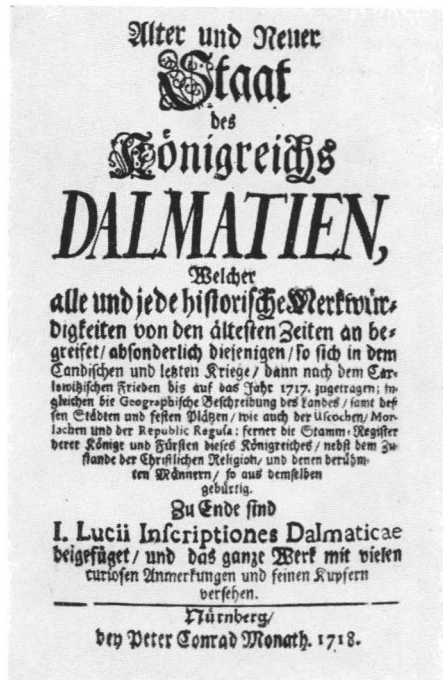 Alter und Neuer
Staat
des
Königreichs
DALMATIEN,
Welcher
alle und jede historische Merkwür-
digkeiten von den ältesten Zeiten an be-
greifet/ absonderlich diejenigen/ so sich in dem
Candischen und letzten Kriege/ dann nach dem Car-
lowitzischen Frieden bis auf das Jahr 1717. zugetragen; in-
gleichen die Geographische Beschreibung des Landes/ samt des-
sen Städten und festen Plätzen/ wie auch der Uscochen/ Mor-
lachen und der Republic Ragusa: ferner die Stamm-Register
derer Könige und Fürsten dieses Königreiches/ nebst dem Zu-
stande der Christlichen Religion/ und denen berühm-
ten Männern/ so aus demselben
gebürtig.
Zu Ende sind
I. Lucii Inscriptiones Dalmaticae
beigefüget/ und das ganze Werk mit vielen
curiosen Anmerkungen und feinen Kupfern
versehen.
Nürnberg/
bey Peter Conrad Monath. 1718.